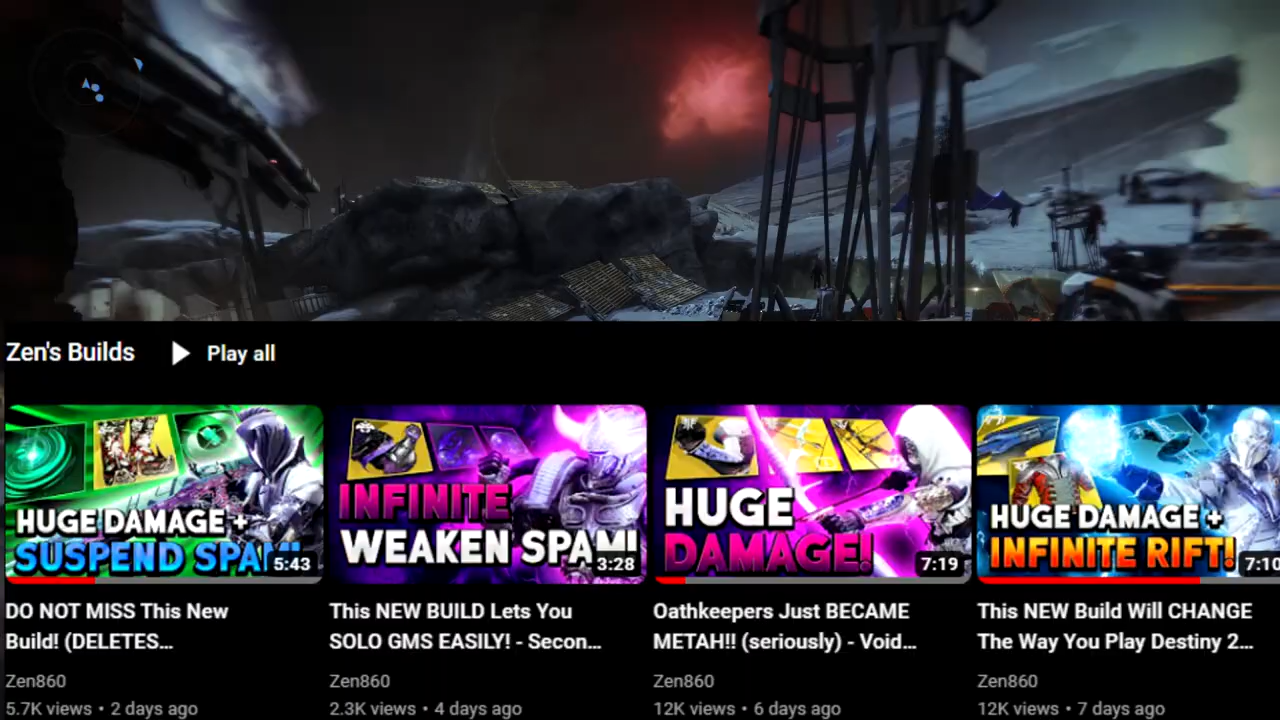 Zen's Builds Play all
HUGE DAMAGE +
SUSPEND SPAM!
5:43
INFINITE
WEAKEN SPAM!
3:28
HUGE
DAMAGE!
7:19
HUGE DAMAGE +
INFINITE RIFT!
7:10
DO NOT MISS This New
Build! (DELETES...
Zen860
5.7K views • 2 days ago
This NEW BUILD Lets You
SOLO GMS EASILY! - Secon...
Zen860
2.3K views • 4 days ago
Oathkeepers Just BECAME
METAH!! (seriously) - Void...
Zen860
12K views • 6 days ago
This NEW Build Will CHANGE
The Way You Play Destiny 2...
Zen860
12K views • 7 days ago